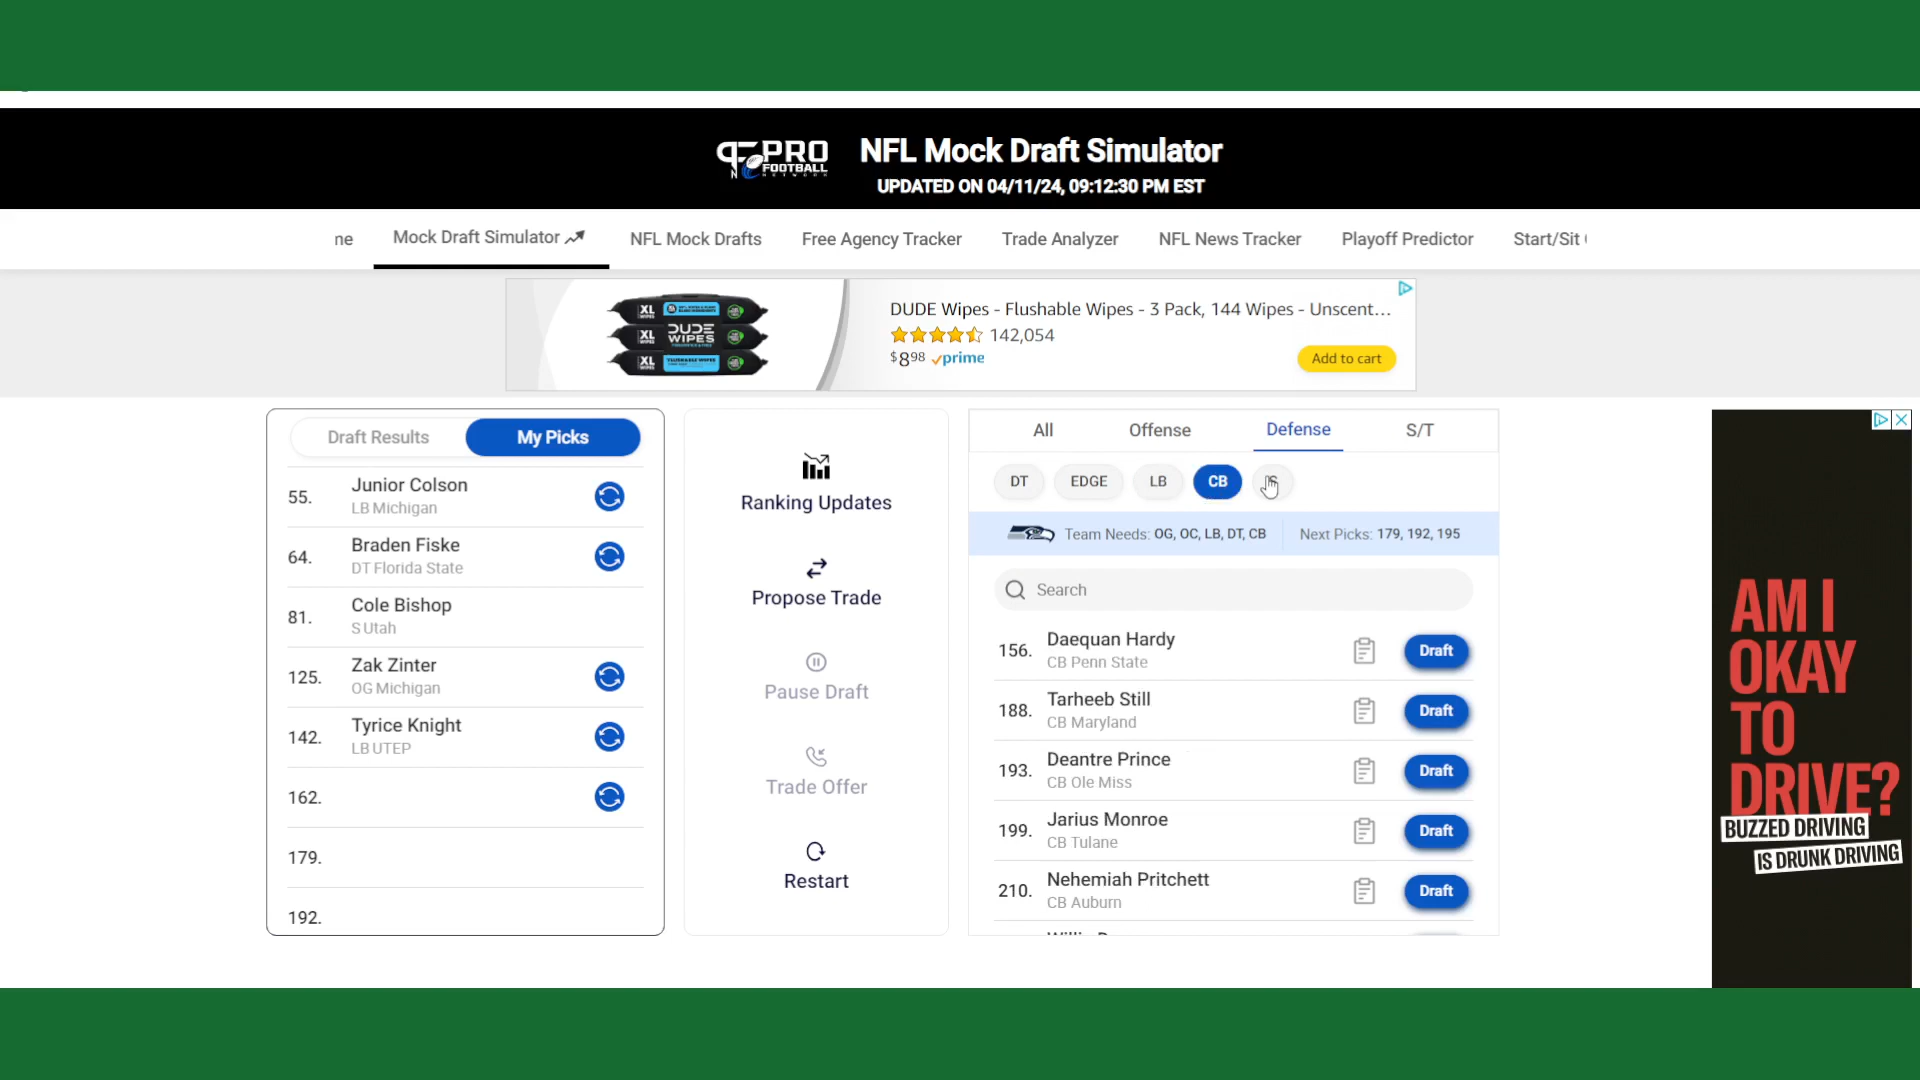 PRO
FOOTBALL
NETWORK
NFL Mock Draft Simulator
UPDATED ON 04/11/24, 09:12:30 PM EST
ne
Mock Draft Simulator
NFL Mock Drafts
Free Agency Tracker
Trade Analyzer
NFL News Tracker
Playoff Predictor
Start/Sit
XL WIPES
DUDE WIPES
XL WIPES
XL WIPES
DUDE Wipes - Flushable Wipes - 3 Pack, 144 Wipes - Unscent...
142,054
$8.98 prime
Add to cart
Draft Results
My Picks
55. Junior Colson
LB Michigan
64. Braden Fiske
DT Florida State
81. Cole Bishop
S Utah
125. Zak Zinter
OG Michigan
142. Tyrice Knight
LB UTEP
162.
179.
192.
Ranking Updates
Propose Trade
Pause Draft
Trade Offer
Restart
All
Offense
Defense
S/T
DT
EDGE
LB
CB
Team Needs: OG, OC, LB, DT, CB
Next Picks: 179, 192, 195
Search
156. Daequan Hardy
CB Penn State
Draft
188. Tarheeb Still
CB Maryland
Draft
193. Deantre Prince
CB Ole Miss
Draft
199. Jarius Monroe
CB Tulane
Draft
210. Nehemiah Pritchett
CB Auburn
Draft
AM I
OKAY
TO
DRIVE?
BUZZED DRIVING
IS DRUNK DRIVING